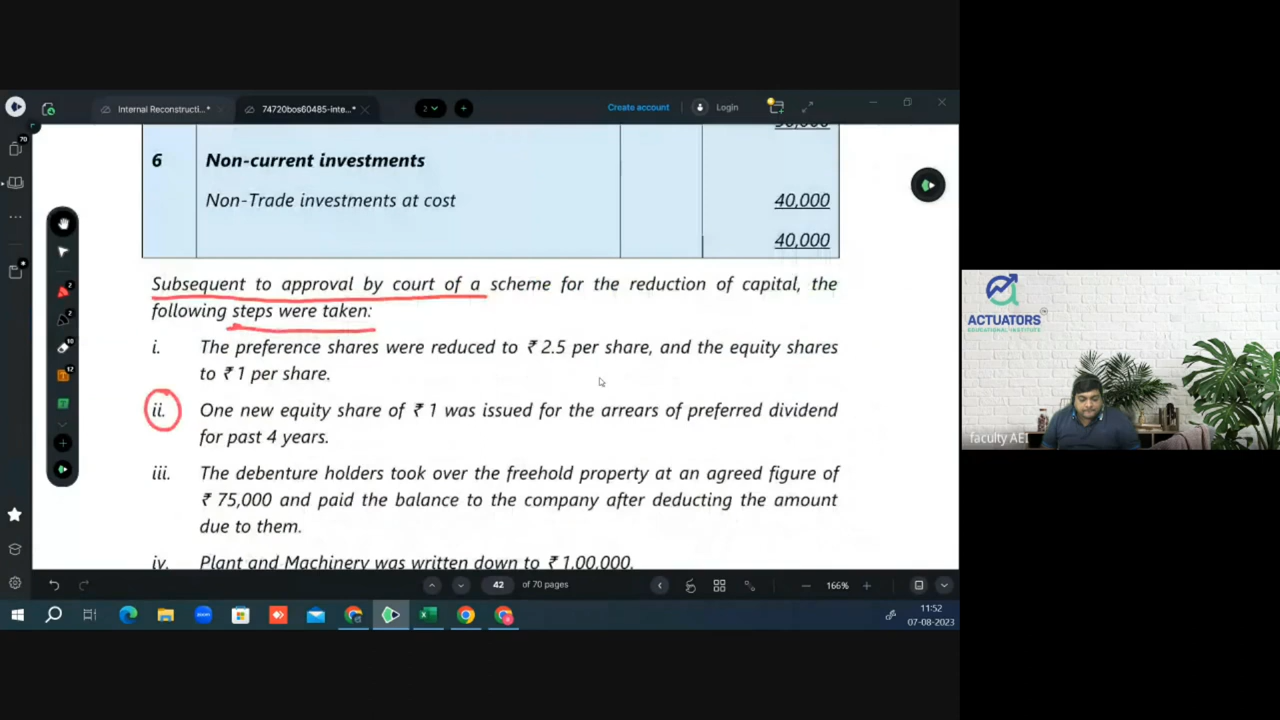 Internal Reconstructi...*
74720bos60485-inte...*
2
Create account
Login
70
6 Non-current investments
Non-Trade investments at cost 40,000
40,000
Subsequent to approval by court of a scheme for the reduction of capital, the
following steps were taken:
i. The preference shares were reduced to ₹ 2.5 per share, and the equity shares
to ₹ 1 per share.
ii. One new equity share of ₹ 1 was issued for the arrears of preferred dividend
for past 4 years.
iii. The debenture holders took over the freehold property at an agreed figure of
₹ 75,000 and paid the balance to the company after deducting the amount
due to them.
iv. Plant and Machinery was written down to ₹ 1,00,000.
42 of 70 pages
166%
zoom
11:52
07-08-2023
ACTUATORS
EDUCATIONAL INSTITUTE
faculty AEI